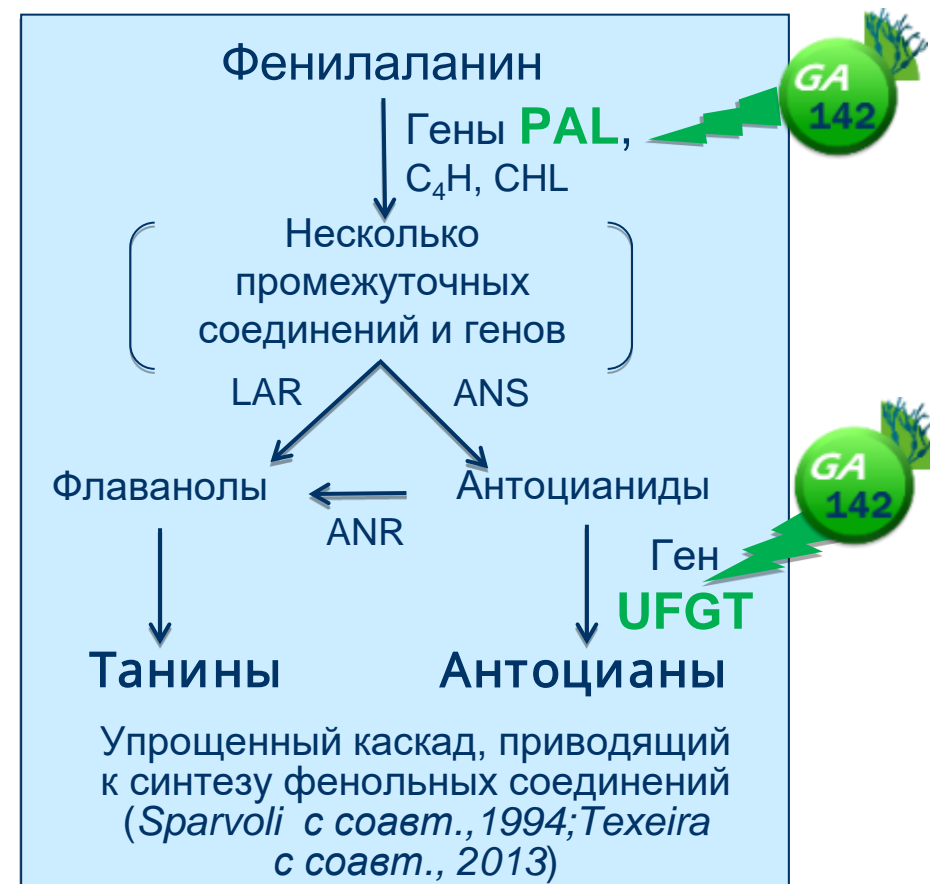 Фенилаланин
GA
142
Гены PAL,
C₄H, CHL
Несколько
промежуточных
соединений и генов
LAR
ANS
GA
142
Флаванолы
Антоцианиды
ANR
Ген
UFGT
Танины
Антоцианы
Упрощенный каскад, приводящий
к синтезу фенольных соединений
(Sparvoli с соавт.,1994;Texeira
с соавт., 2013)